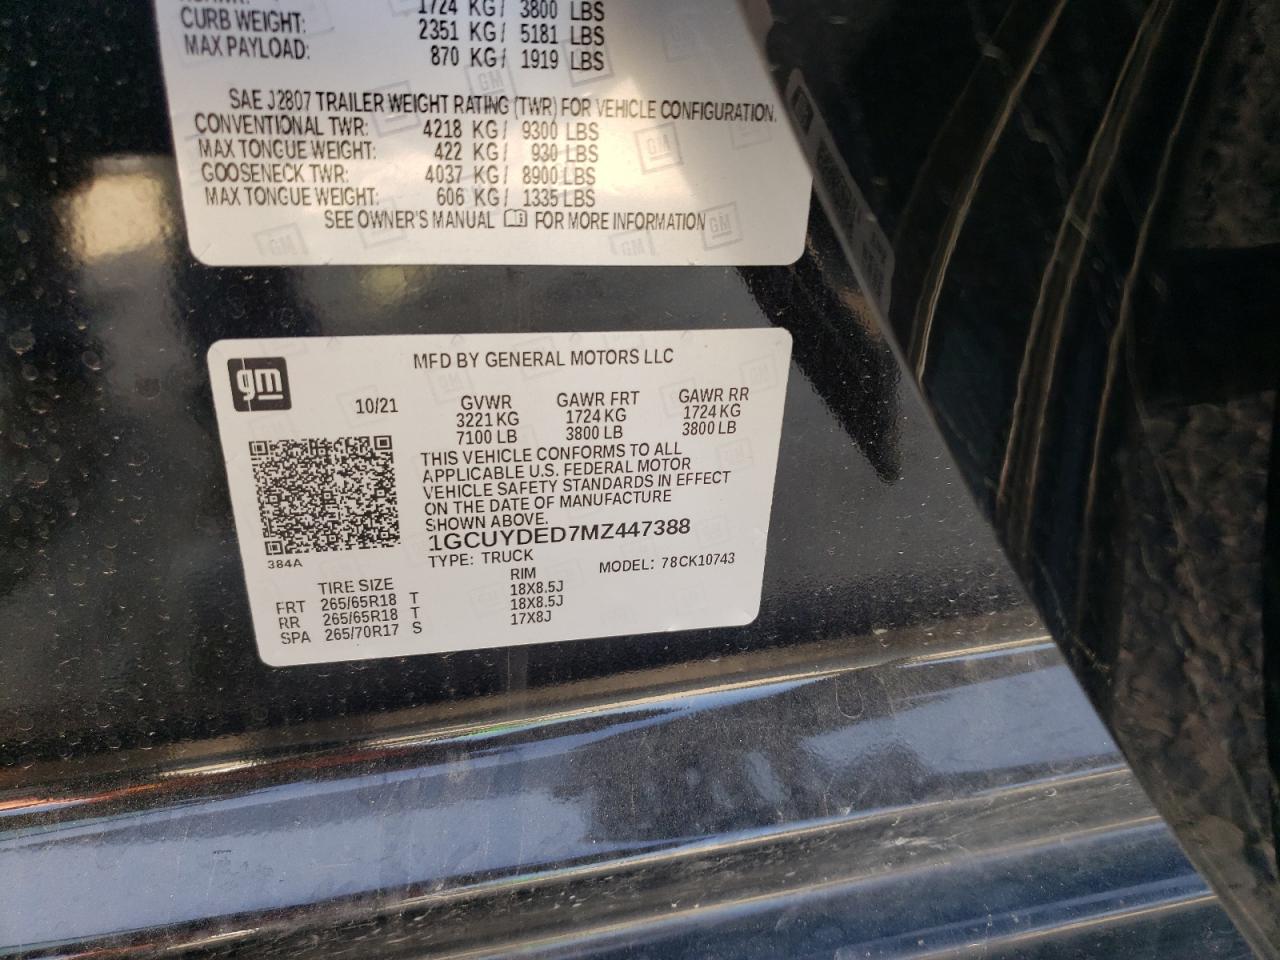 1724 KG/ 3800 LBS
CURB WEIGHT: 2351 KG/ 5181 LBS
MAX PAYLOAD: 870 KG/ 1919 LBS
SAE J2807 TRAILER WEIGHT RATING (TWR) FOR VEHICLE CONFIGURATION.
CONVENTIONAL TWR: 4218 KG/ 9300 LBS
MAX TONGUE WEIGHT: 422 KG/ 930 LBS
GOOSENECK TWR: 4037 KG/ 8900 LBS
MAX TONGUE WEIGHT: 606 KG/ 1335 LBS
SEE OWNER'S MANUAL FOR MORE INFORMATION
gm
MFD BY GENERAL MOTORS LLC
10/21 GVWR GAWR FRT GAWR RR
3221 KG 1724 KG 1724 KG
7100 LB 3800 LB 3800 LB
THIS VEHICLE CONFORMS TO ALL
APPLICABLE U.S. FEDERAL MOTOR
VEHICLE SAFETY STANDARDS IN EFFECT
ON THE DATE OF MANUFACTURE
SHOWN ABOVE.
1GCUYDED7MZ447388
384A
TYPE: TRUCK MODEL: 78CK10743
TIRE SIZE RIM
FRT 265/65R18 T 18X8.5J
RR 265/65R18 T 18X8.5J
SPA 265/70R17 S 17X8J